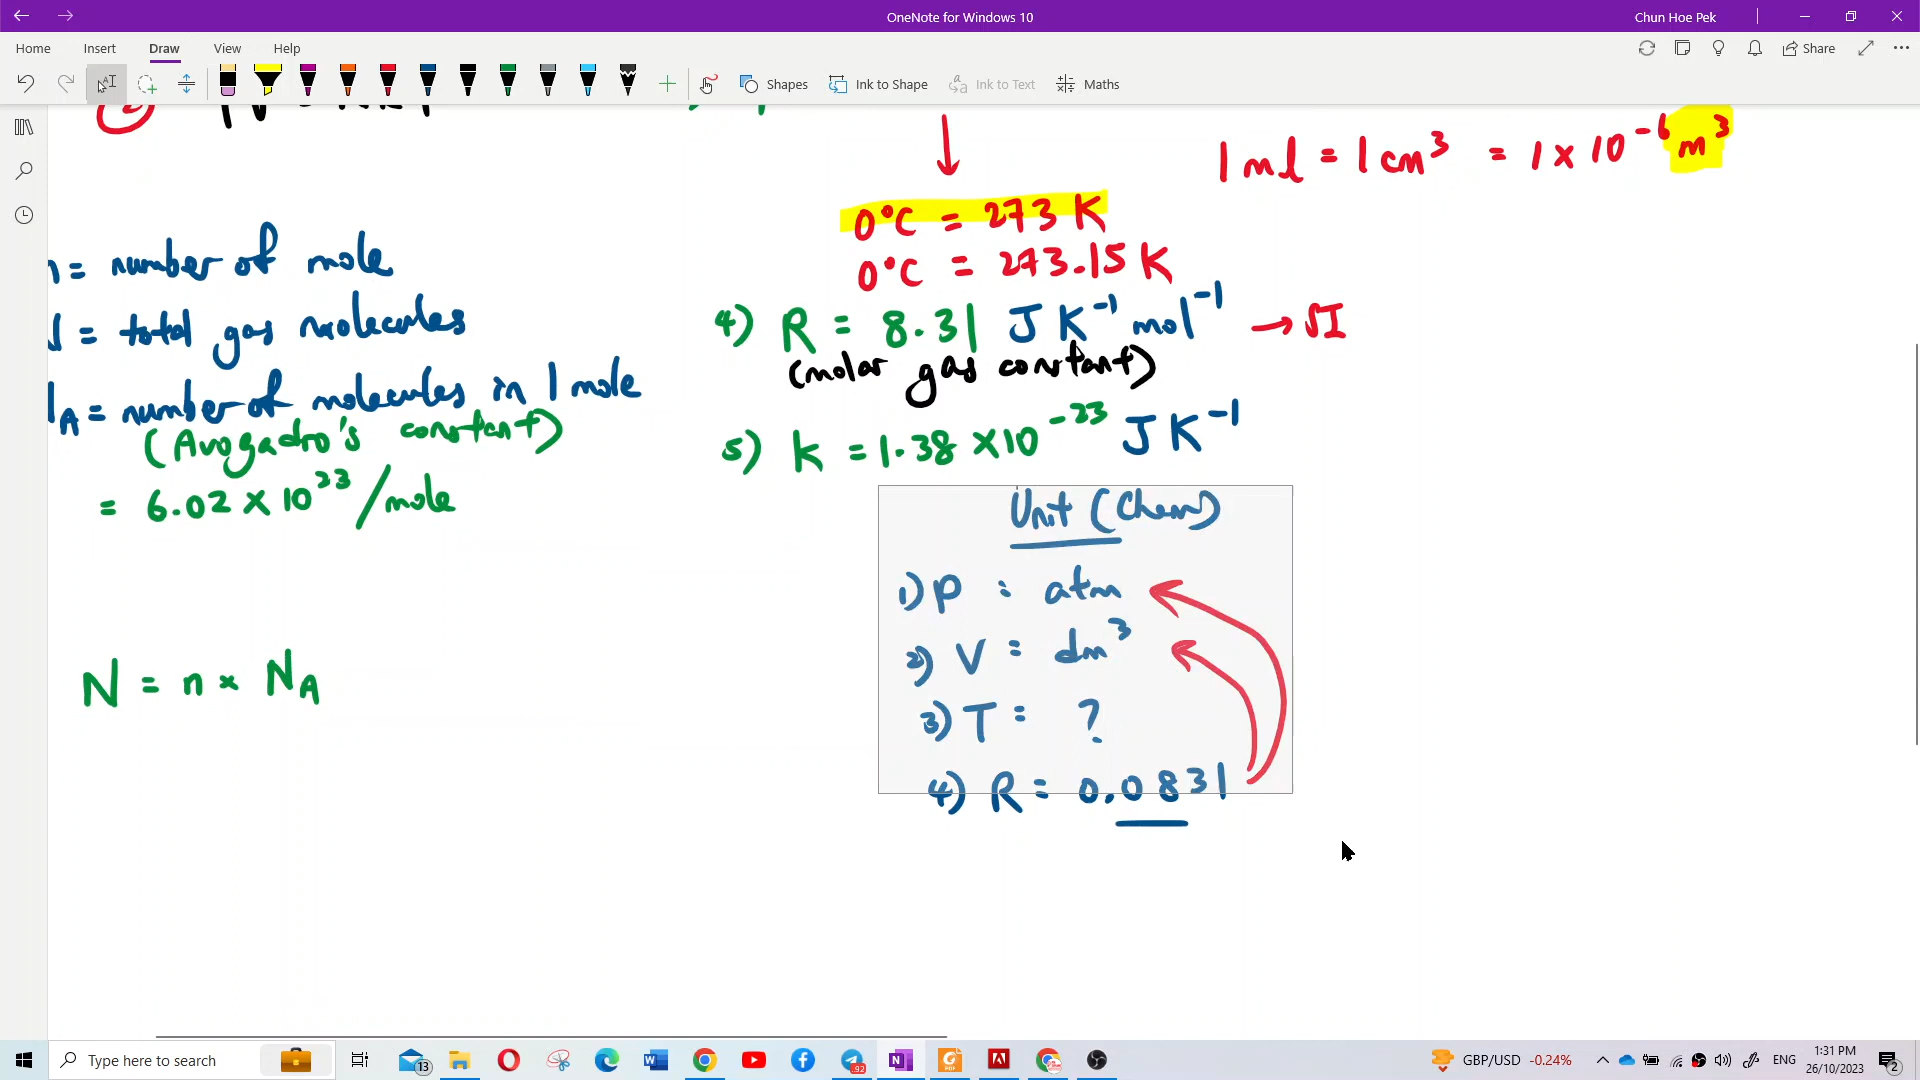 OneNote for Windows 10
Chun Hoe Pek
Home Insert Draw View Help
Share
Shapes Ink to Shape Ink to Text Maths
1 ml = 1 cm³ = 1 x 10⁻⁶ m³
0°C = 273 K
0°C = 273.15 K
= number of mole
= total gas molecules
A = number of molecules in 1 mole
(Avogadro's constant)
= 6.02 x 10²³ /mole
N = n x N_A
4) R = 8.31 J K⁻¹ mol⁻¹ → SI
(molar gas constant)
5) k = 1.38 x 10⁻²³ J K⁻¹
Unit (Chem)
1) P : atm
2) V : dm³
3) T : ?
4) R = 0.0831
Type here to search
13
92
GBP/USD -0.24%
ENG
1:31 PM
26/10/2023
2